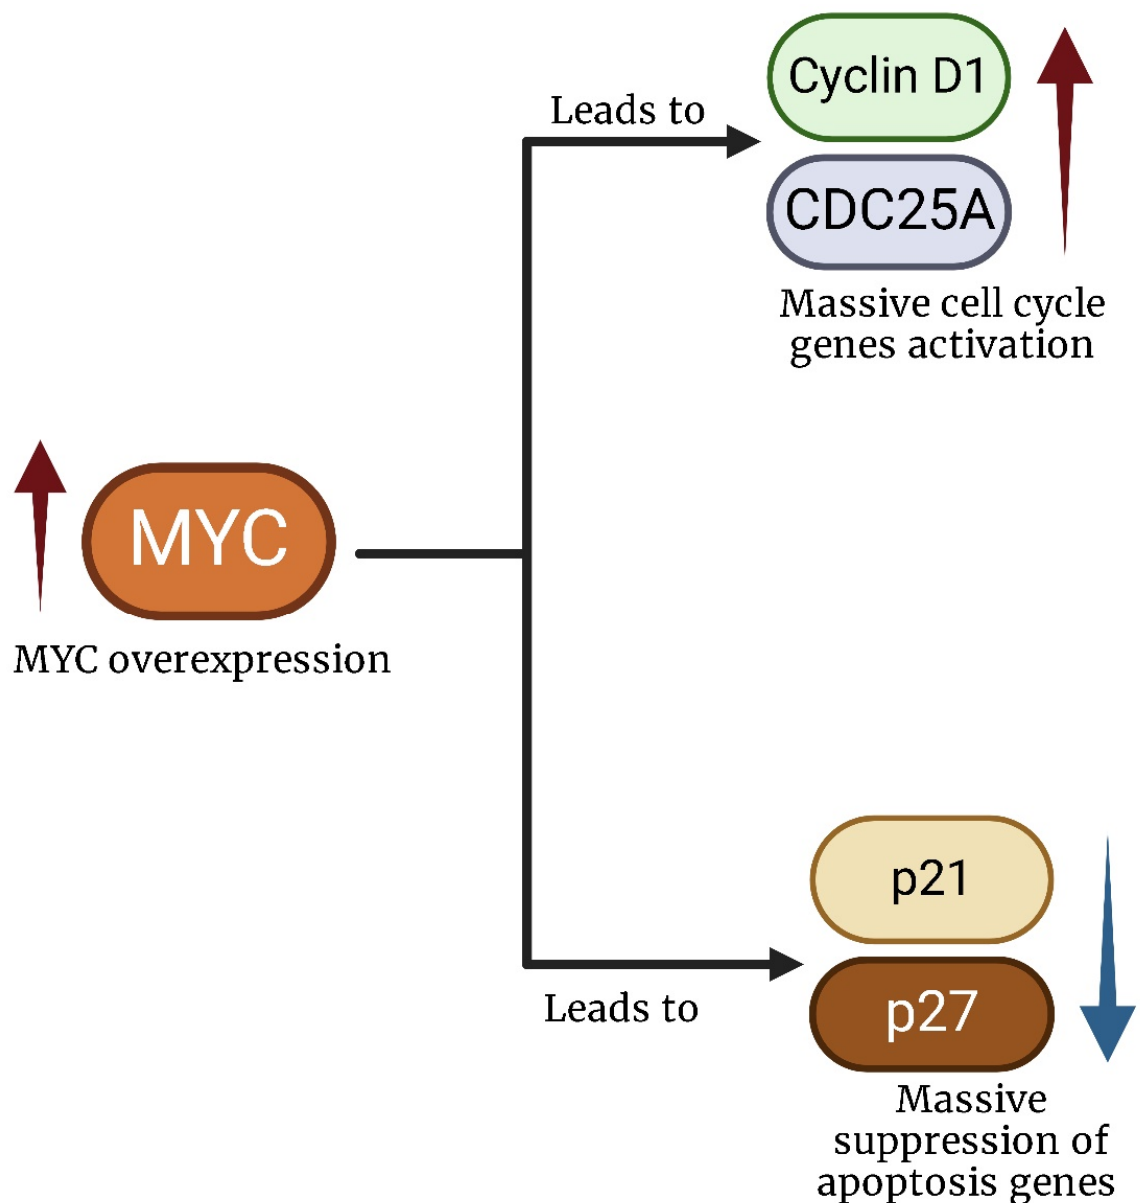 Cyclin D1
Leads to
CDC25A
Massive cell cycle
genes activation
MYC
MYC overexpression
p21
Leads to
p27
Massive
suppression of
apoptosis genes